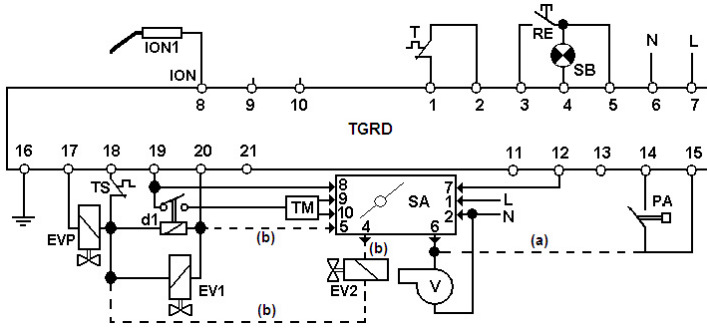 ION1
T
RE
SB
N
L
ION
8
9
10
1
2
3
4
5
6
7
TGRD
16
17
18
19
20
21
11
12
13
14
15
TS
d1
TM
8
9
10
5
SA
7
1
2
L
N
4
6
PA
EVP
(b)
(b)
(a)
EV1
EV2
V
(b)